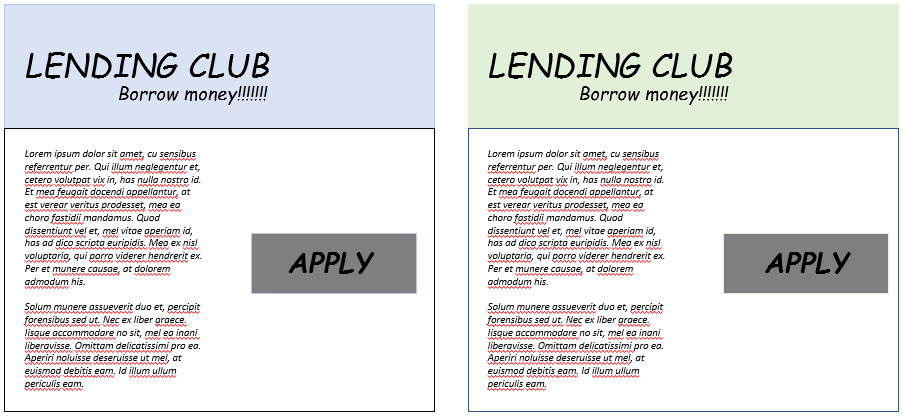 LENDING CLUB
Borrow money!!!!!!!
Lorem ipsum dolor sit amet, cu sensibus
referrentur per. Qui illum neglegentur et,
cetero volutpat vix in, has nulla nostro id.
Et mea feugait docendi appellantur, at
est verear veritus prodesset, mea ea
choro fastidii mandamus. Quod
dissentiunt vel et, mel vitae aperiam id,
has ad dico scripta euripidis. Mea ex nisl
voluptaria, qui porro viderer hendrerit ex.
Per et munere causae, at dolorem
admodum his.
Solum munere assueverit duo et, percipit
forensibus sed ut. Nec ex liber graece.
Iisque accommodare no sit, mel ea inani
liberavisse. Omittam delicatissimi pro ea.
Aperiri noluisse deseruisse ut mel, at
euismod debitis eam. Id illum ullum
periculis eam.
APPLY
LENDING CLUB
Borrow money!!!!!!!
Lorem ipsum dolor sit amet, cu sensibus
referrentur per. Qui illum neglegentur et,
cetero volutpat vix in, has nulla nostro id.
Et mea feugait docendi appellantur, at
est verear veritus prodesset, mea ea
choro fastidii mandamus. Quod
dissentiunt vel et, mel vitae aperiam id,
has ad dico scripta euripidis. Mea ex nisl
voluptaria, qui porro viderer hendrerit ex.
Per et munere causae, at dolorem
admodum his.
Solum munere assueverit duo et, percipit
forensibus sed ut. Nec ex liber graece.
Iisque accommodare no sit, mel ea inani
liberavisse. Omittam delicatissimi pro ea.
Aperiri noluisse deseruisse ut mel, at
euismod debitis eam. Id illum ullum
periculis eam.
APPLY